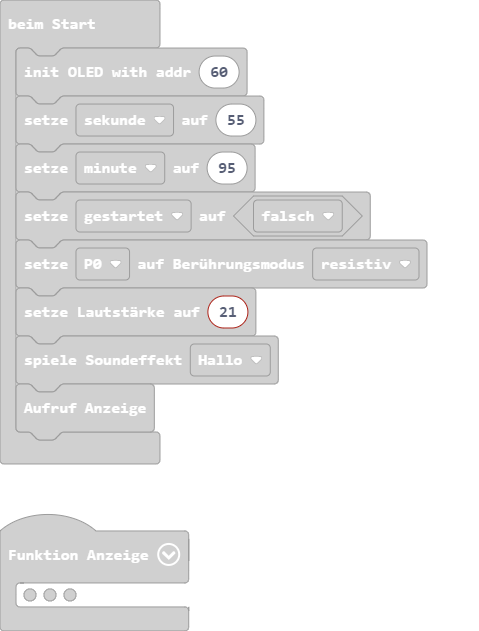 beim Start
init OLED with addr 60
setze sekunde auf 55
setze minute auf 95
setze gestartet auf falsch
setze P0 auf Berührungsmodus resistiv
setze Lautstärke auf 21
spiele Soundeffekt Hallo
Aufruf Anzeige
Funktion Anzeige